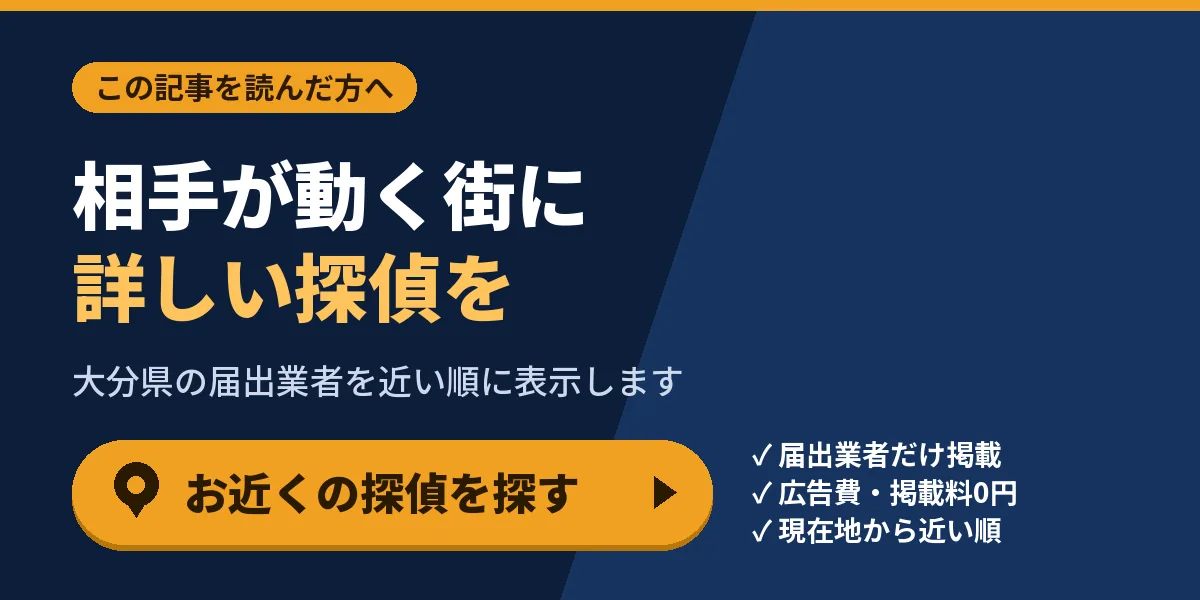 この記事を読んだ方へ
相手が動く街に
詳しい探偵を
大分県の届出業者を近い順に表示します
お近くの探偵を探す
✓届出業者だけ掲載
✓広告費・掲載料0円
✓現在地から近い順